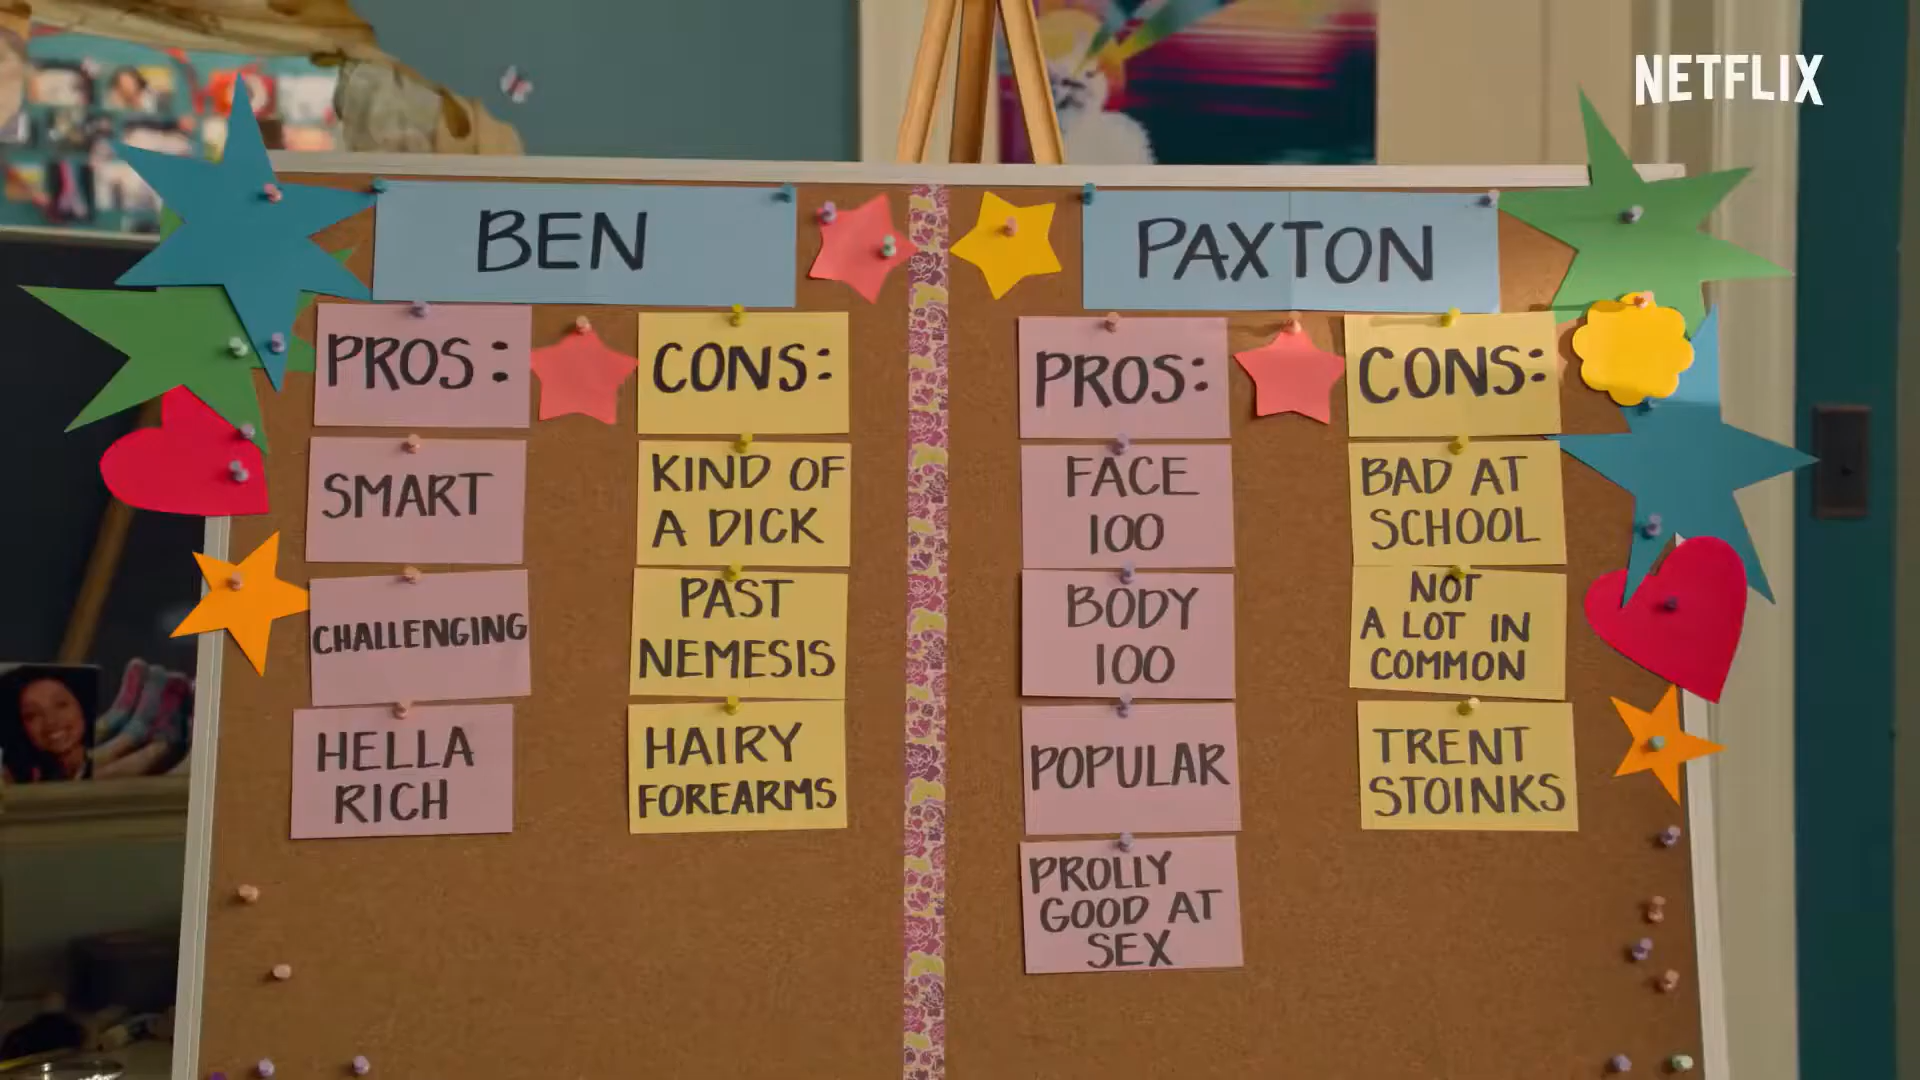 NETFLIX
BEN
PROS:
SMART
CHALLENGING
HELLA
RICH
CONS:
KIND OF
A DICK
PAST
NEMESIS
HAIRY
FOREARMS
PAXTON
PROS:
FACE
100
BODY
100
POPULAR
PROLLY
GOOD AT
SEX
CONS:
BAD AT
SCHOOL
NOT
A LOT IN
COMMON
TRENT
STOINKS